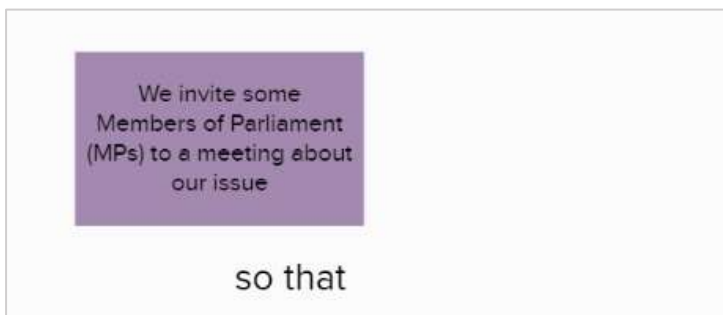 We invite some
Members of Parliament
(MPs) to a meeting about
our issue
so that